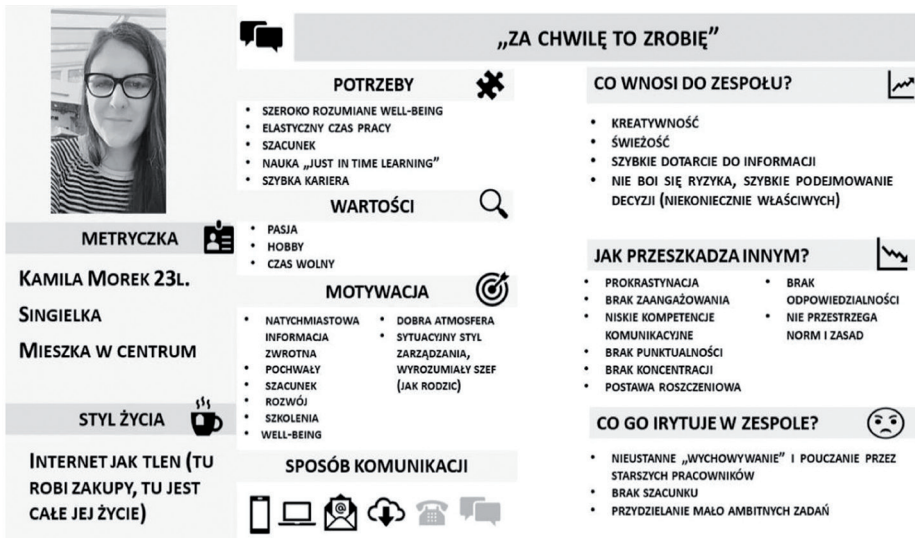 „ZA CHWILĘ TO ZROBIĘ”
METRYCZKA
KAMILA MOREK 23L.
SINGIELKA
MIESZKA W CENTRUM
STYL ŻYCIA
INTERNET JAK TLEN (TU
ROBI ZAKUPY, TU JEST
CAŁE JEJ ŻYCIE)
POTRZEBY
• SZEROKO ROZUMIANE WELL-BEING
• ELASTYCZNY CZAS PRACY
• SZACUNEK
• NAUKA „JUST IN TIME LEARNING”
• SZYBKA KARIERA
WARTOŚCI
• PASJA
• HOBBY
• CZAS WOLNY
MOTYWACJA
• NATYCHMIASTOWA
INFORMACJA
ZWROTNA
• POCHWAŁY
• SZACUNEK
• ROZWÓJ
• SZKOLENIA
• WELL-BEING
• DOBRA ATMOSFERA
• SYTUACYJNY STYL
ZARZĄDZANIA,
WYROZUMIAŁY SZEF
(JAK RODZIC)
SPOSÓB KOMUNIKACJI
@
CO WNOSI DO ZESPOŁU?
• KREATYWNOŚĆ
• ŚWIEŻOŚĆ
• SZYBKIE DOTARCIE DO INFORMACJI
• NIE BOI SIĘ RYZYKA, SZYBKIE PODEJMOWANIE
DECYZJI (NIEKONIECZNIE WŁAŚCIWYCH)
JAK PRZESZKADZA INNYM?
• PROKRASTYNACJA
• BRAK ZAANGAŻOWANIA
• NISKIE KOMPETENCJE
KOMUNIKACYJNE
• BRAK PUNKTUALNOŚCI
• BRAK KONCENTRACJI
• POSTAWA ROSZCZENIOWA
• BRAK
ODPOWIEDZIALNOŚCI
• NIE PRZESTRZEGA
NORM I ZASAD
CO GO IRYTUJE W ZESPOLE?
• NIEUSTANNE „WYCHOWYWANIE” I POUCZANIE PRZEZ
STARSZYCH PRACOWNIKÓW
• BRAK SZACUNKU
• PRZYDZIELANIE MAŁO AMBITNYCH ZADAŃ